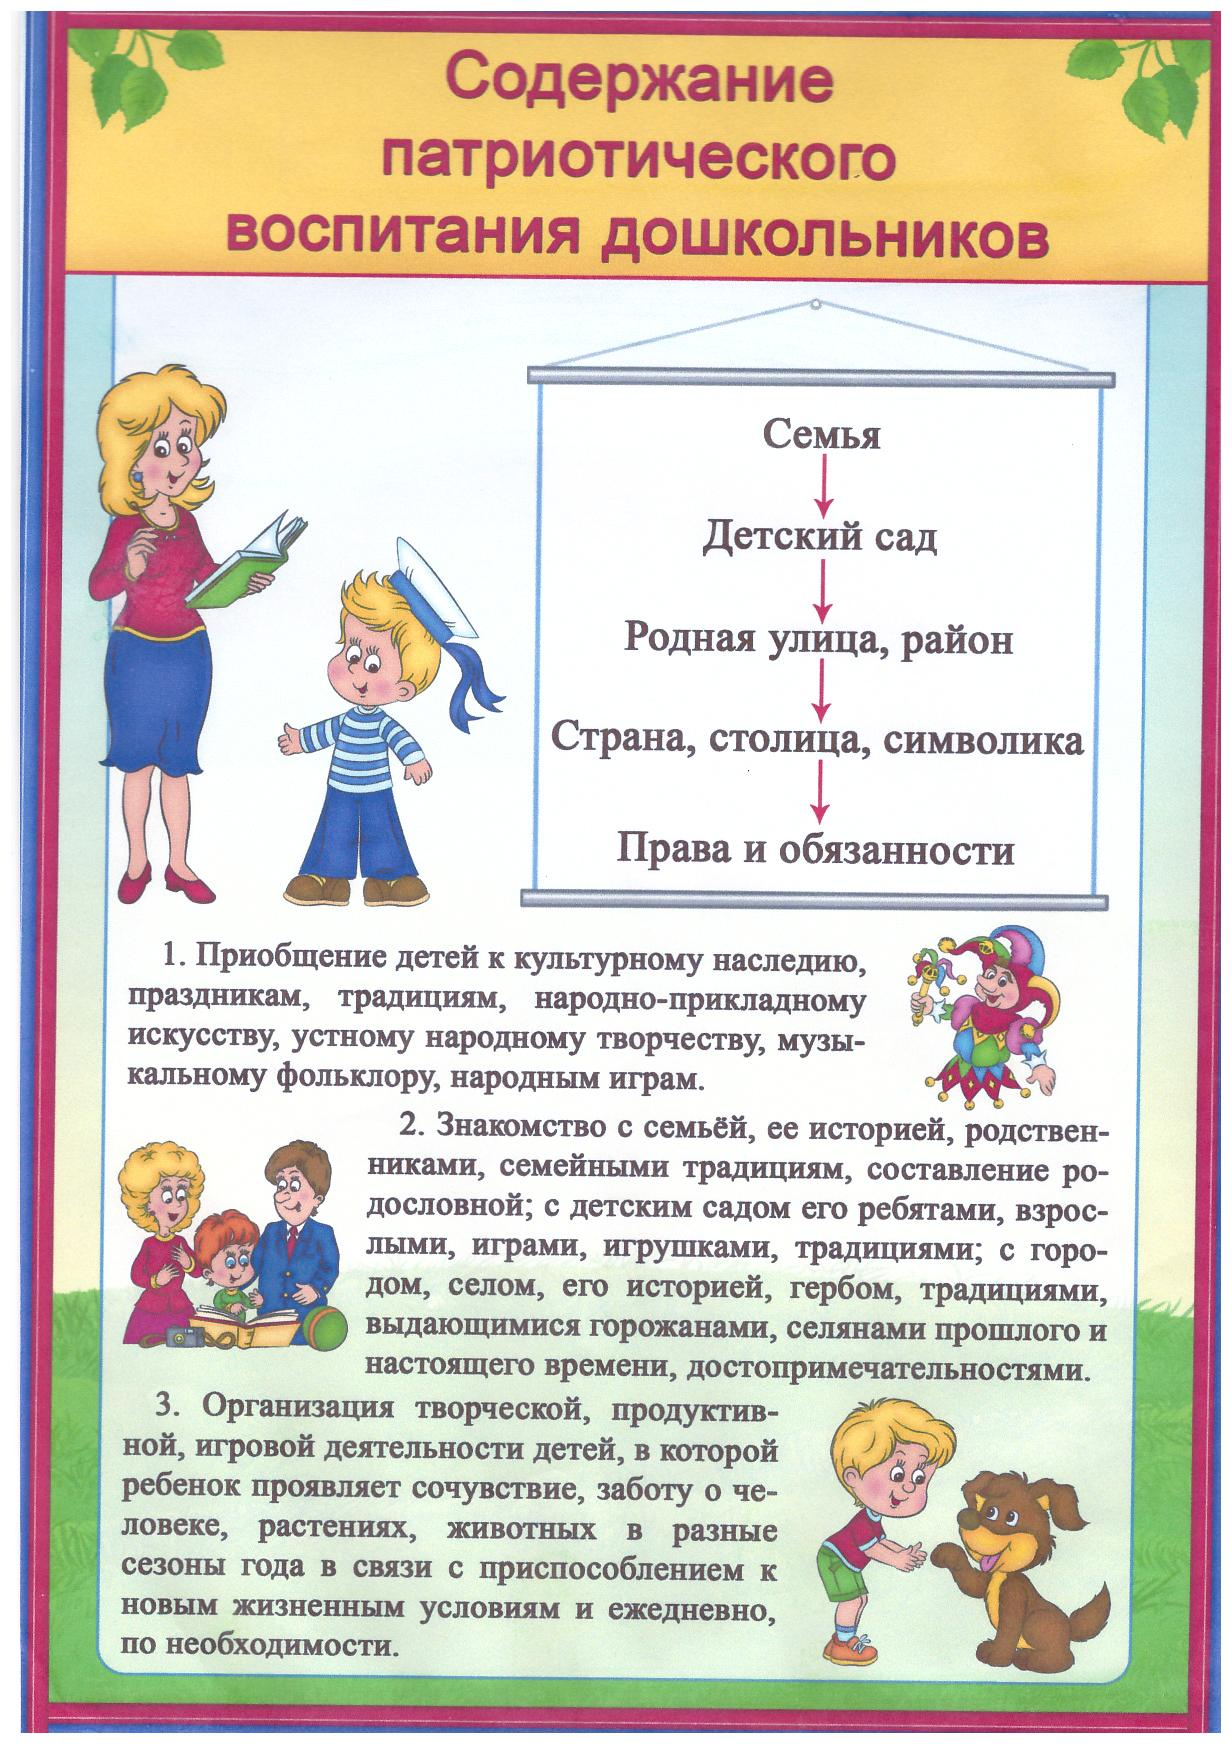 Содержание
патриотического
воспитания дошкольников
Семья
Детский сад
Родная улица, район
Страна, столица, символика
Права и обязанности
1. Приобщение детей к культурному наследию,
праздникам, традициям, народно-прикладному
искусству, устному народному творчеству, музы-
кальному фольклору, народным играм.
2. Знакомство с семьёй, ее историей, родствен-
никами, семейными традициям, составление ро-
дословной; с детским садом его ребятами, взрос-
лыми, играми, игрушками, традициями; с горо-
дом, селом, его историей, гербом, традициями,
выдающимися горожанами, селянами прошлого и
настоящего времени, достопримечательностями.
3. Организация творческой, продуктив-
ной, игровой деятельности детей, в которой
ребенок проявляет сочувствие, заботу о че-
ловеке, растениях, животных в разные
сезоны года в связи с приспособлением к
новым жизненным условиям и ежедневно,
по необходимости.